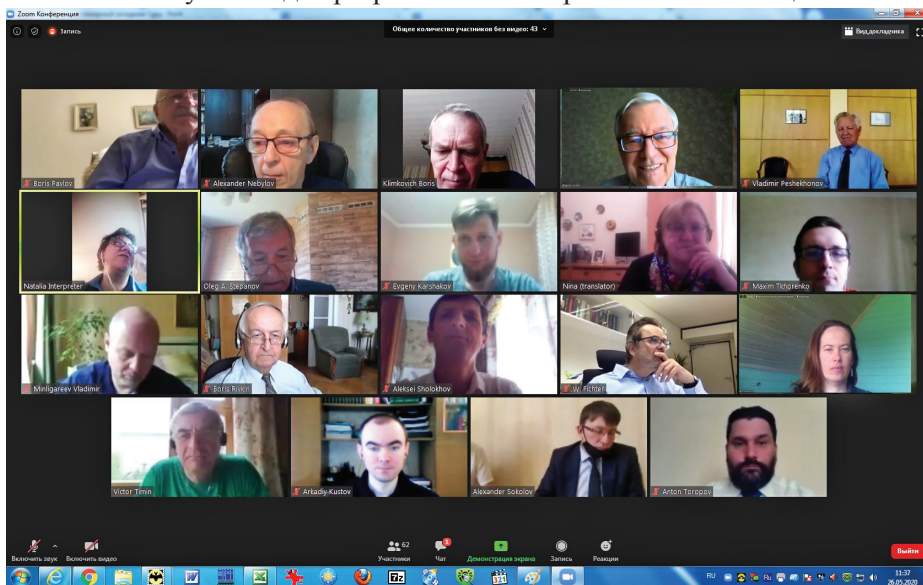 Zoom Конференция
Запись
Общее количество участников без видео: 43
Вид докладчика
Boris Pavlov
Alexander Nebylov
Klimkovich Boris
Vladimir Peshekhonov
Natalia Interpreter
Oleg A. Stepanov
Evgeny Karshakov
Nina (translator)
Maxim Tkhorenko
Minligareev Vladimir
Boris Rivkin
Aleksei Sholokhov
W. Fichter
Victor Timin
Arkadiy Kustov
Alexander Sokolov
Anton Toropov
Включить звук
Включить видео
62
Участники
1
Чат
Демонстрация экрана
Запись
Реакции
Выйти
RU
11:37
26.05.2020